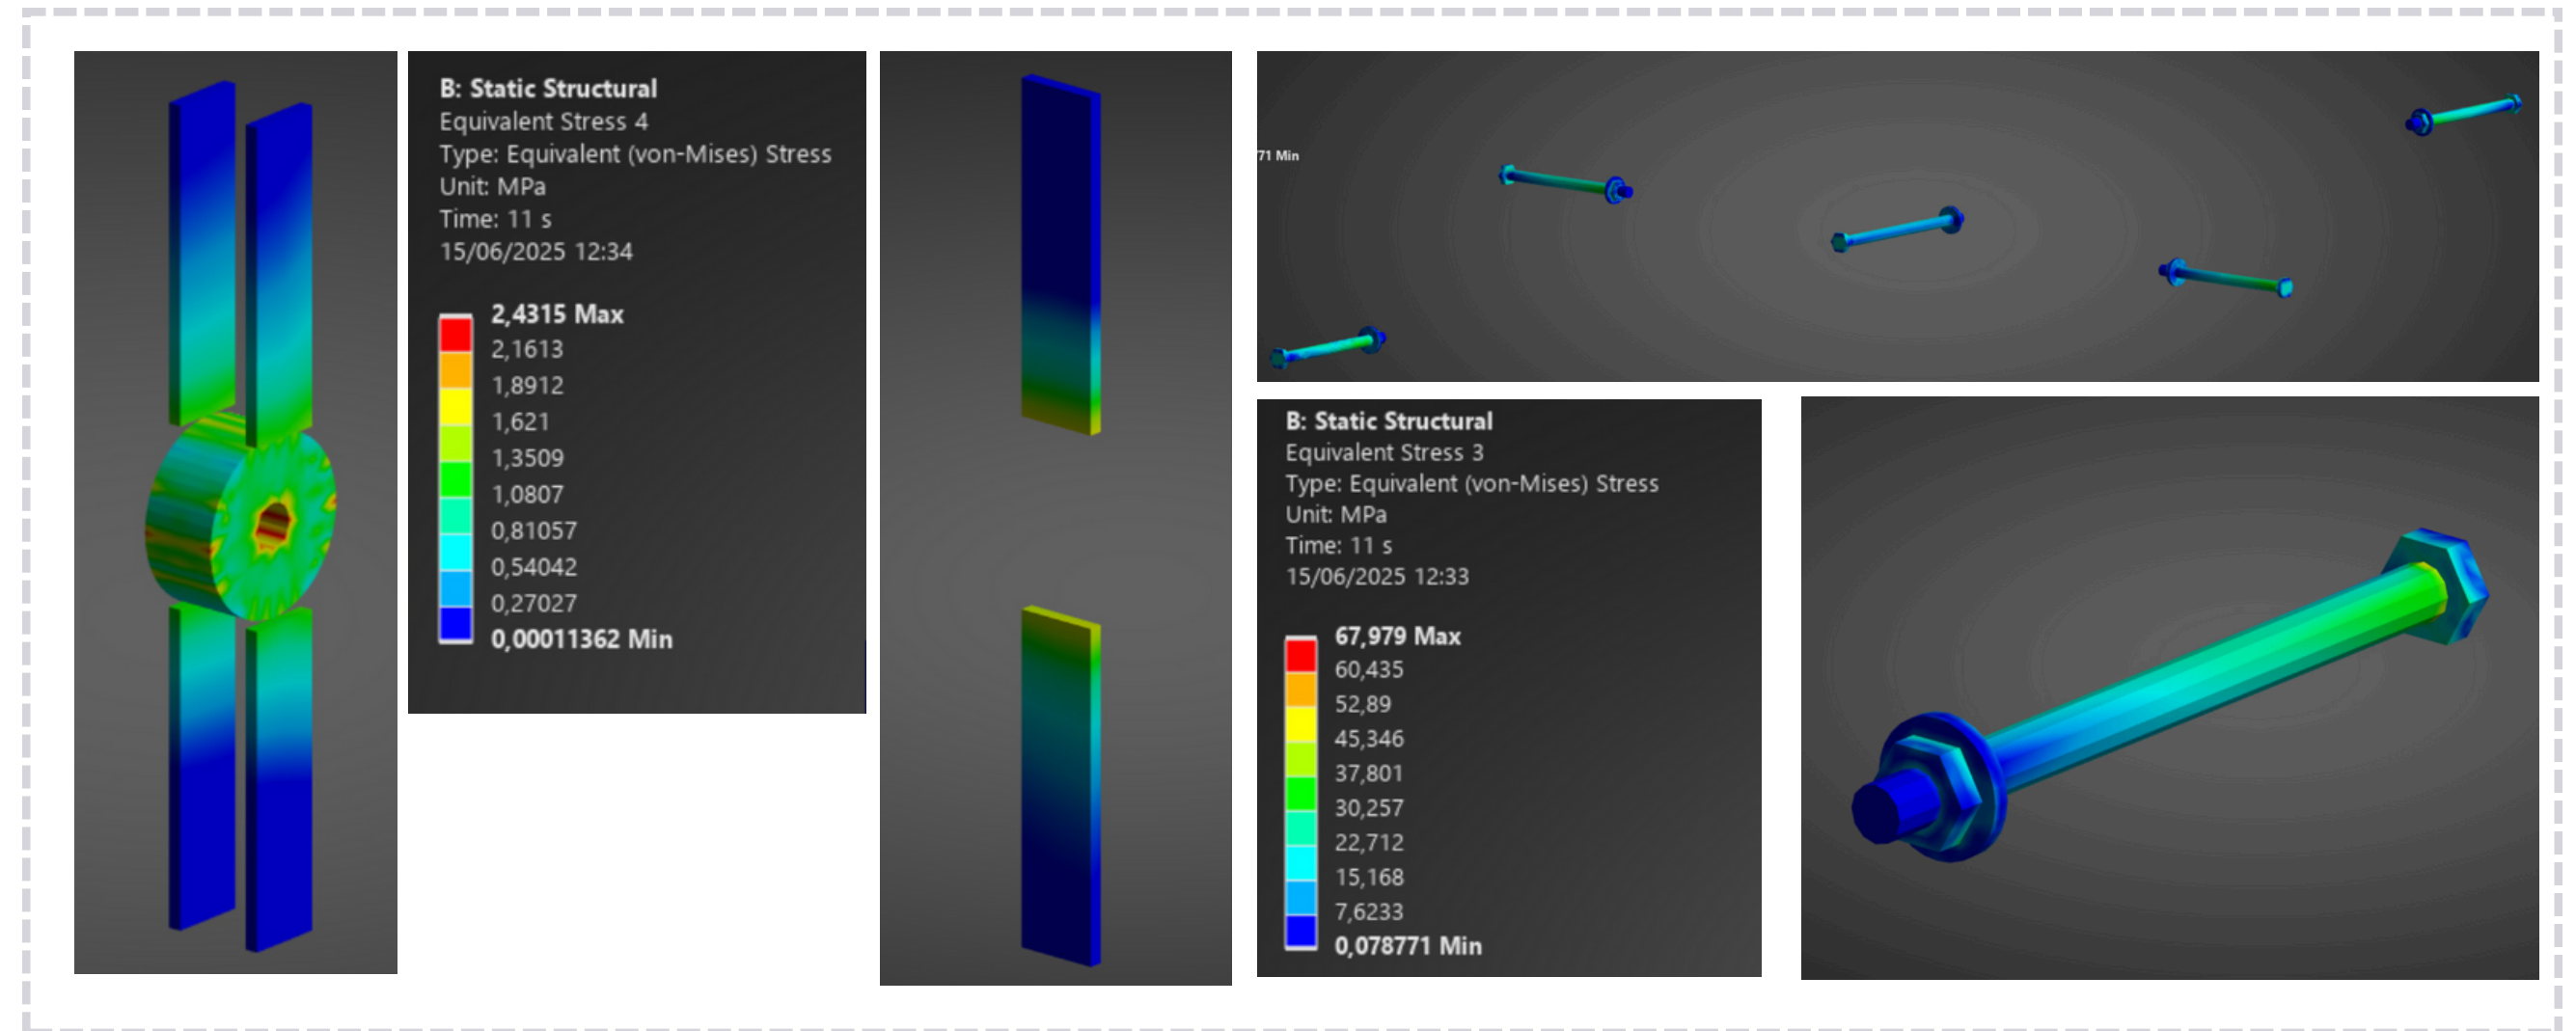 B: Static Structural
Equivalent Stress 4
Type: Equivalent (von-Mises) Stress
Unit: MPa
Time: 11 s
15/06/2025 12:34
2,4315 Max
2,1613
1,8912
1,621
1,3509
1,0807
0,81057
0,54042
0,27027
0,00011362 Min
71 Min
B: Static Structural
Equivalent Stress 3
Type: Equivalent (von-Mises) Stress
Unit: MPa
Time: 11 s
15/06/2025 12:33
67,979 Max
60,435
52,89
45,346
37,801
30,257
22,712
15,168
7,6233
0,078771 Min